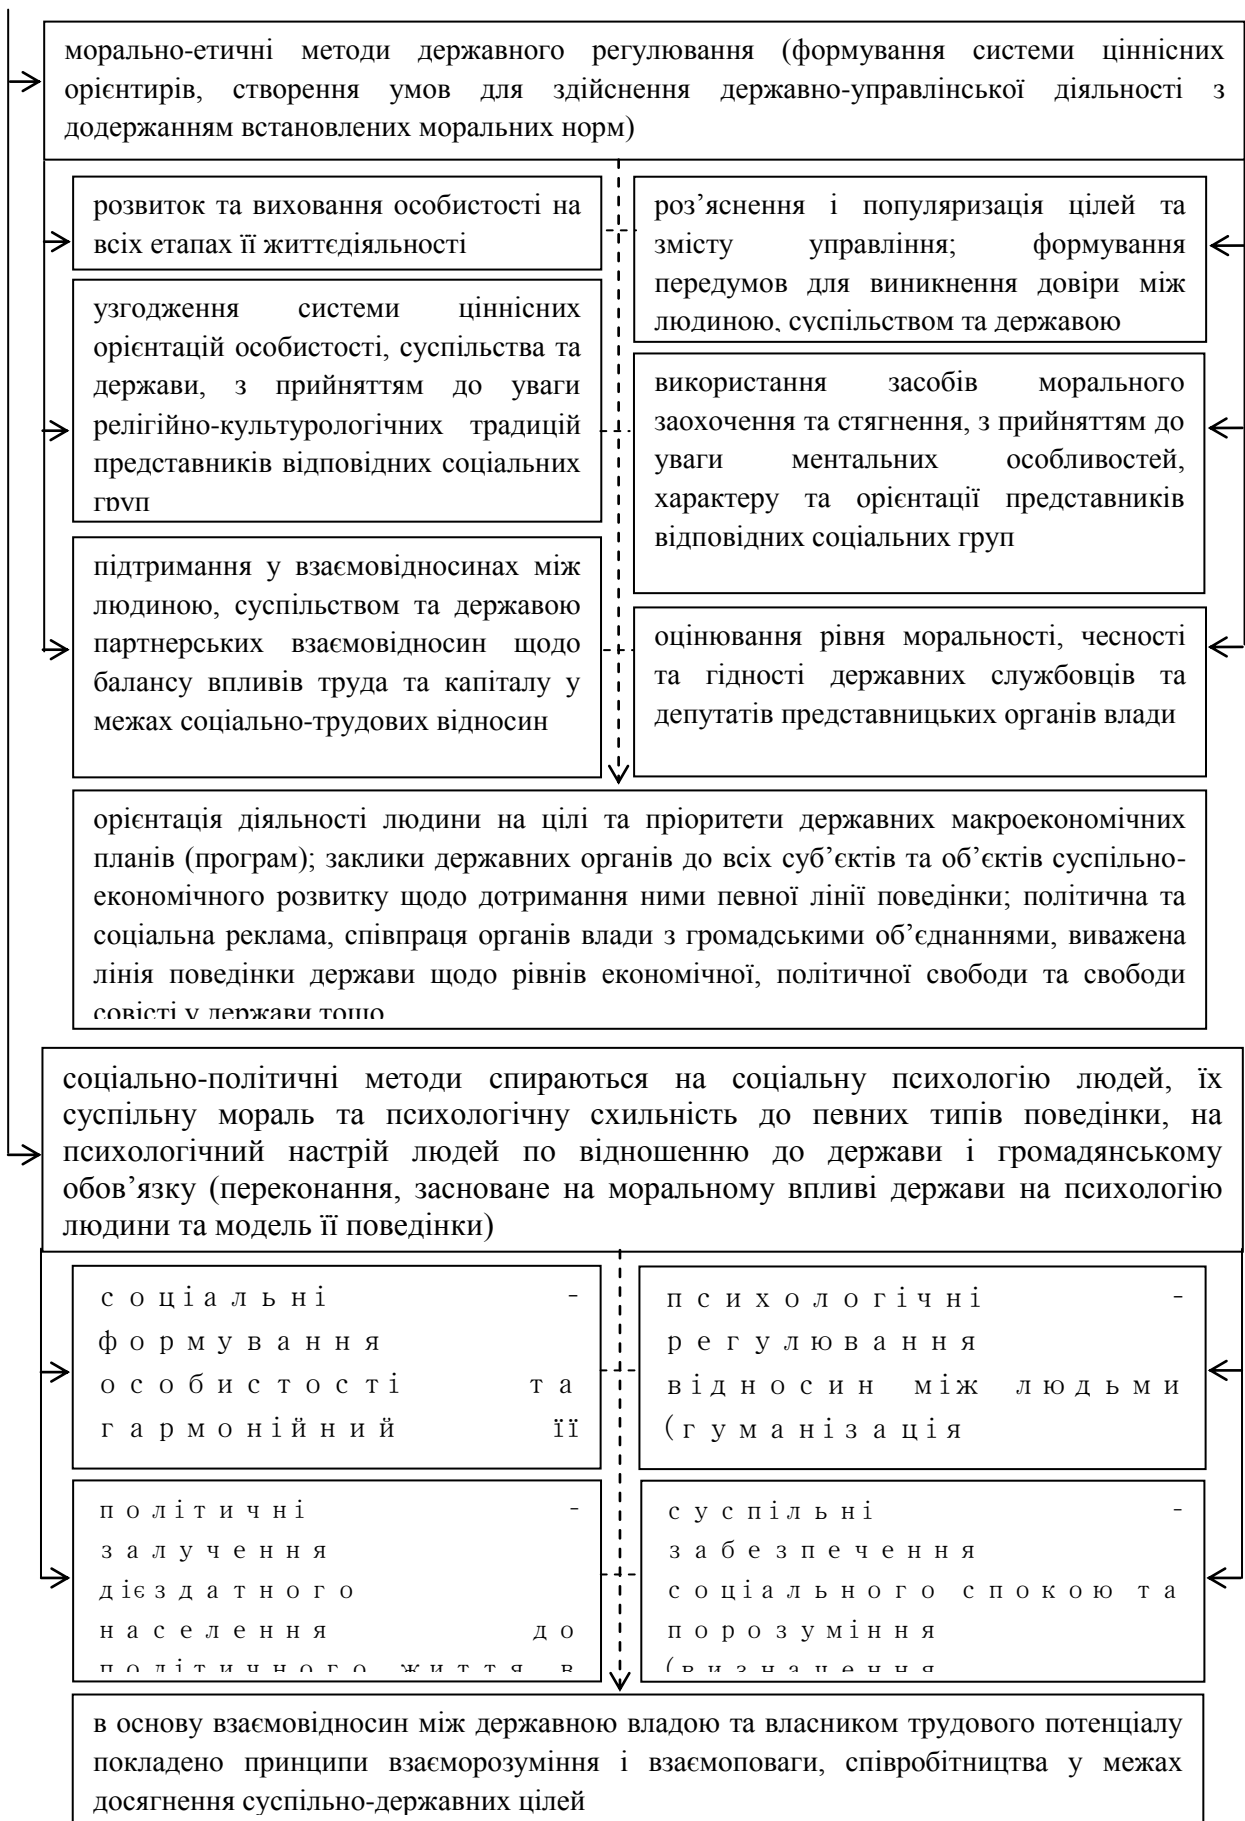 морально-етичні методи державного регулювання (формування системи ціннісних
орієнтирів, створення умов для здійснення державно-управлінської діяльності з
додержанням встановлених моральних норм)
розвиток та виховання особистості на
всіх етапах її життєдіяльності
роз’яснення і популяризація цілей та
змісту управління; формування
передумов для виникнення довіри між
людиною, суспільством та державою
узгодження системи ціннісних
орієнтацій особистості, суспільства та
держави, з прийняттям до уваги
релігійно-культурологічних традицій
представників відповідних соціальних
груп
використання засобів морального
заохочення та стягнення, з прийняттям до
уваги ментальних особливостей,
характеру та орієнтації представників
відповідних соціальних груп
підтримання у взаємовідносинах між
людиною, суспільством та державою
партнерських взаємовідносин щодо
балансу впливів труда та капіталу у
межах соціально-трудових відносин
оцінювання рівня моральності, чесності
та гідності державних службовців та
депутатів представницьких органів влади
орієнтація діяльності людини на цілі та пріоритети державних макроекономічних
планів (програм); заклики державних органів до всіх суб’єктів та об’єктів суспільно-
економічного розвитку щодо дотримання ними певної лінії поведінки; політична та
соціальна реклама, співпраця органів влади з громадськими об’єднаннями, виважена
лінія поведінки держави щодо рівнів економічної, політичної свободи та свободи
совісті у держави тощо
соціально-політичні методи спираються на соціальну психологію людей, їх
суспільну мораль та психологічну схильність до певних типів поведінки, на
психологічний настрій людей по відношенню до держави і громадянському
обов’язку (переконання, засноване на моральному впливі держави на психологію
людини та модель її поведінки)
соціальні -
формування
особистості та
гармонійний її
психологічні -
регулювання
відносин між людьми
(гуманізація
політичні -
залучення
дієздатного
населення до
політичного життя в
суспільні -
забезпечення
соціального спокою та
порозуміння
(визначення
в основу взаємовідносин між державною владою та власником трудового потенціалу
покладено принципи взаєморозуміння і взаємоповаги, співробітництва у межах
досягнення суспільно-державних цілей